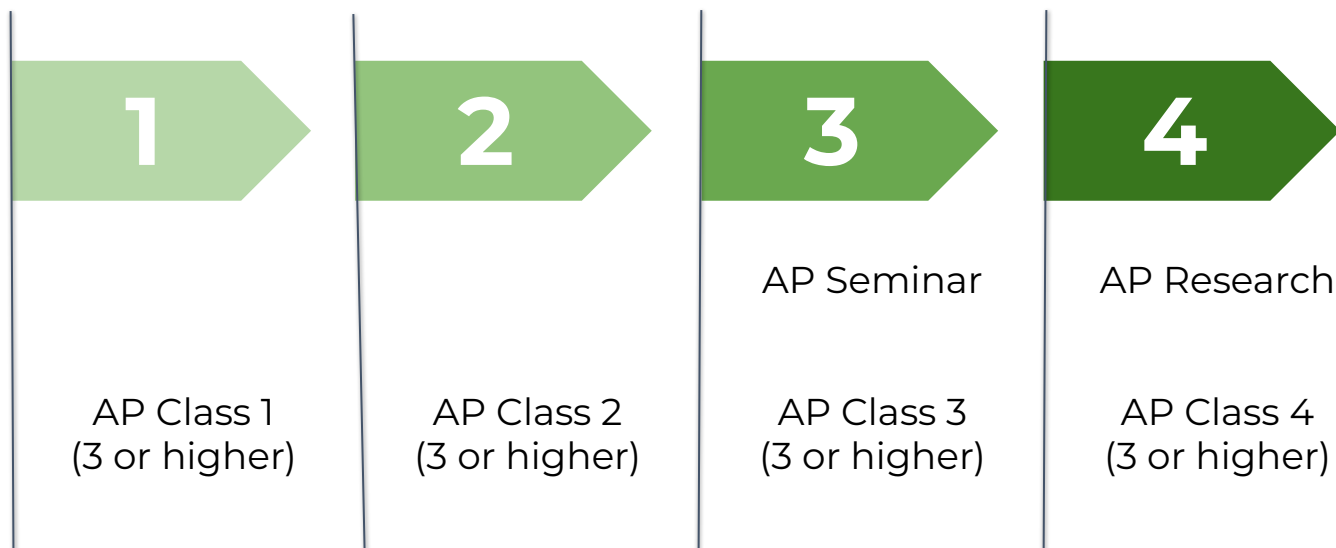 1
2
3
4
AP Seminar
AP Research
AP Class 1
(3 or higher)
AP Class 2
(3 or higher)
AP Class 3
(3 or higher)
AP Class 4
(3 or higher)